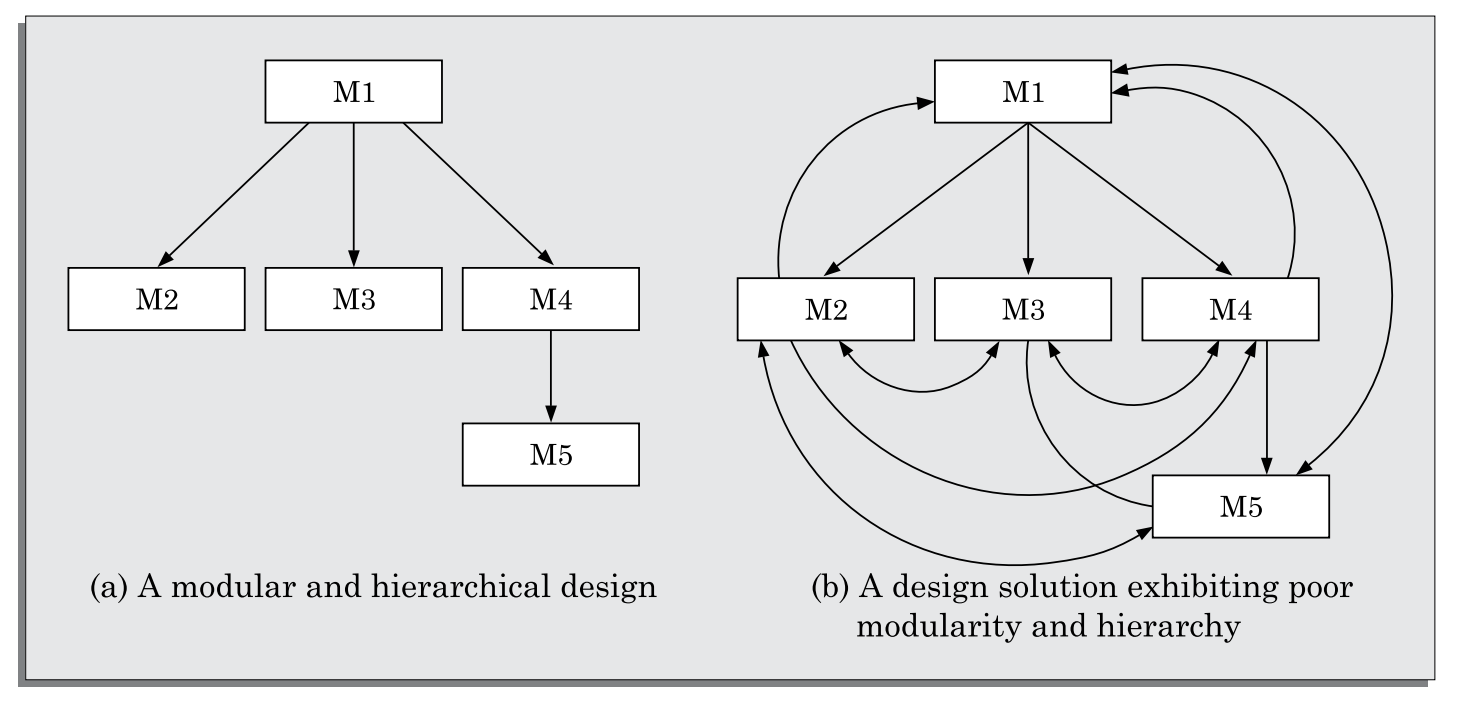 M1
M2
M3
M4
M5
(a) A modular and hierarchical design
M1
M2
M3
M4
M5
(b) A design solution exhibiting poor
modularity and hierarchy